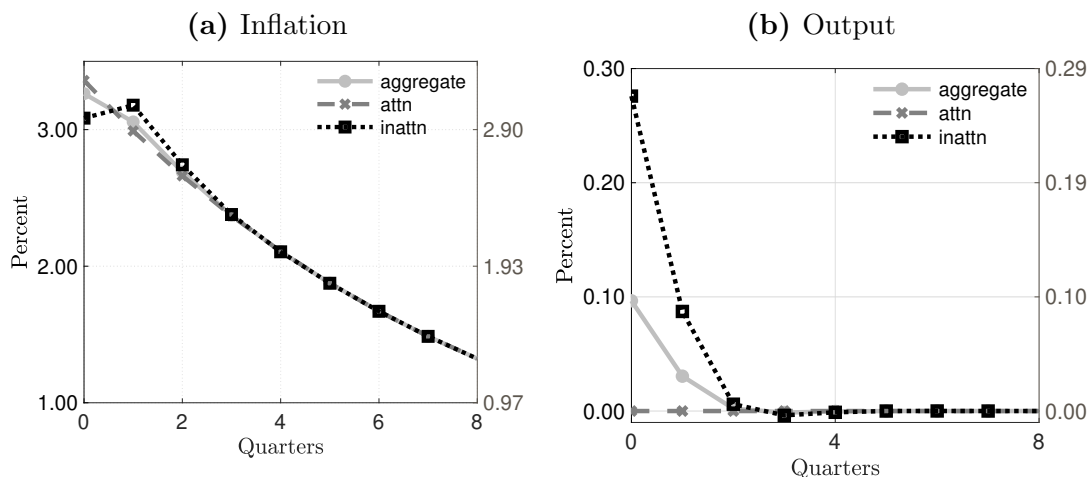 (a) Inflation
3.00
2.00
1.00
Percent
2.90
1.93
0.97
0
2
4
6
8
Quarters
aggregate
attn
inattn
(b) Output
0.30
0.20
0.10
0.00
Percent
0.29
0.19
0.10
0.00
0
4
8
Quarters
aggregate
attn
inattn